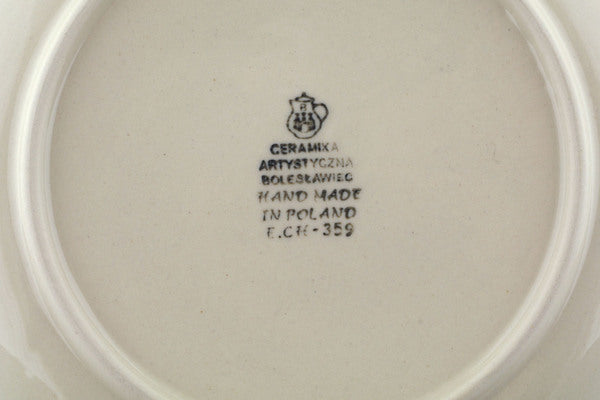 B
CERAMIKA
ARTYSTYCZNA
BOLESŁAWIEC
HAND MADE
IN POLAND
E.CH-359